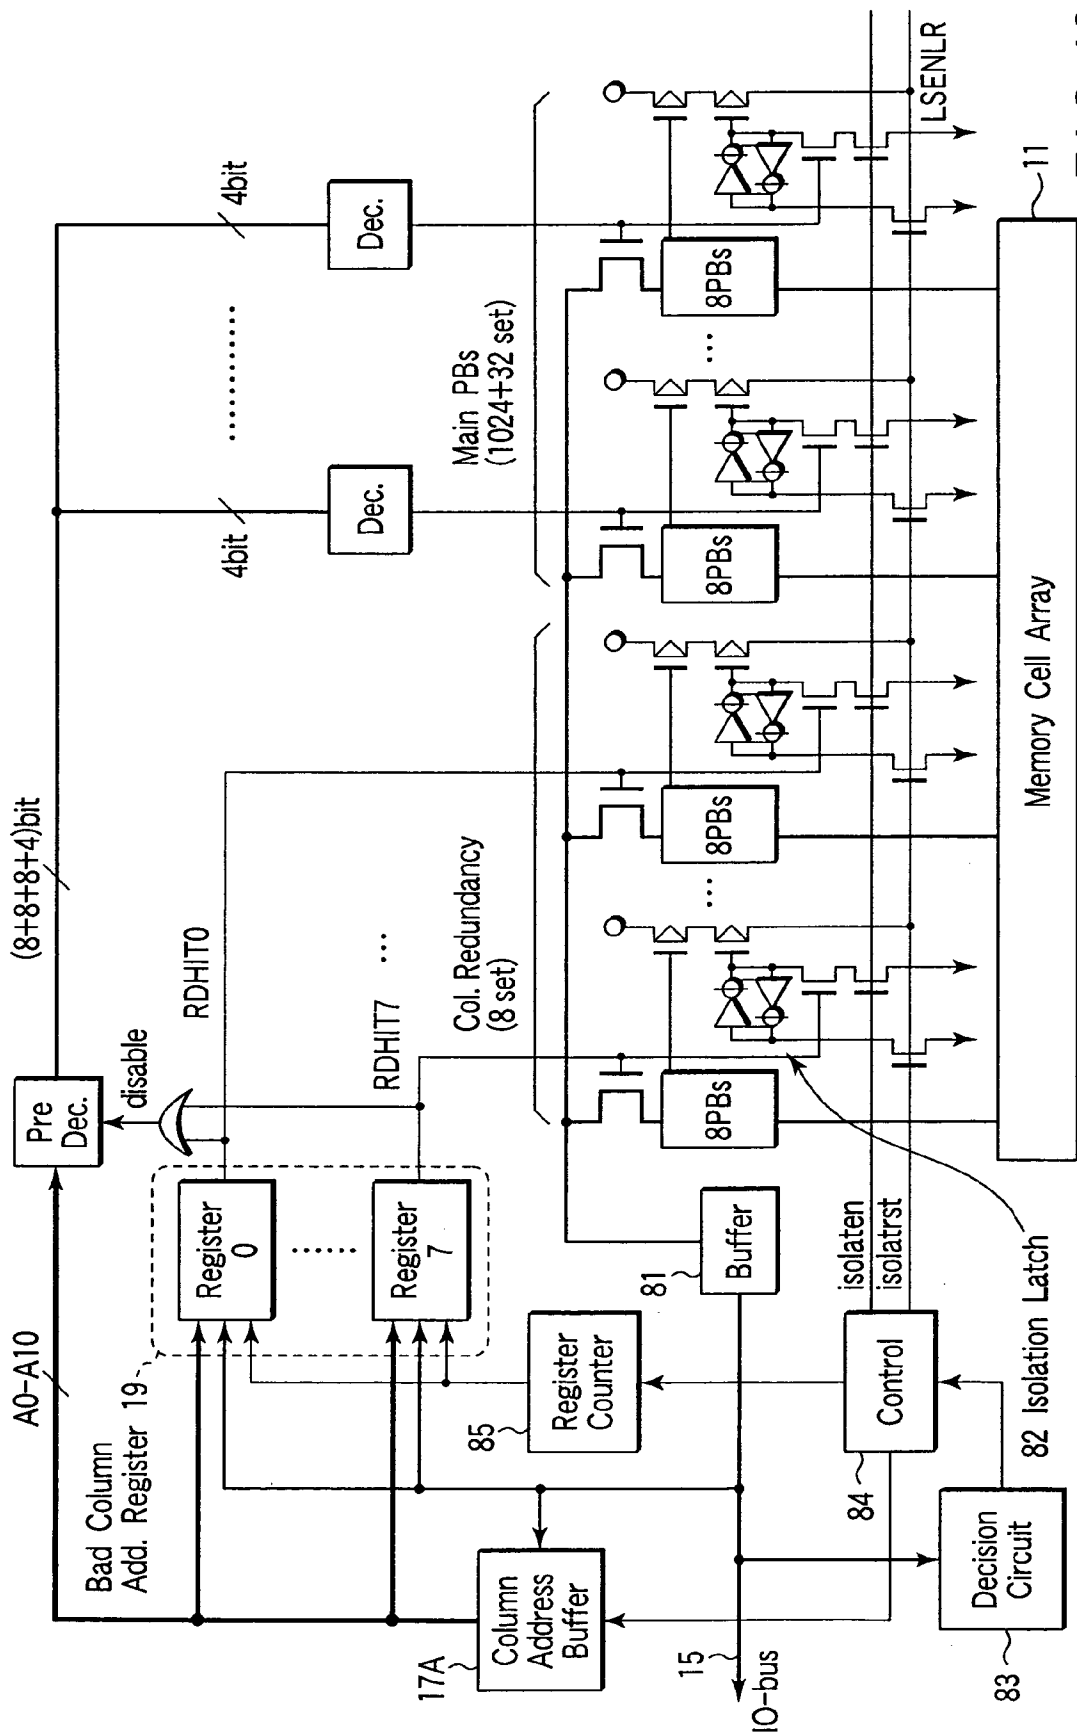 A0-A10
Pre
Dec.
(8+8+8+4)bit
disable
Bad Column
Add. Register 19
Register
0
.......
Register
7
RDHIT0
RDHIT7
...
4bit
..........
4bit
Dec.
Dec.
17A
Column
Address
Buffer
85
Register
Counter
81
Buffer
Col. Redundancy
(8 set)
Main PBs
(1024+32 set)
8PBs
...
8PBs
8PBs
...
8PBs
15
IO-bus
84
Control
isolaten
isolatrst
LSENLR
83
Decision
Circuit
82 Isolation Latch
Memory Cell Array
11